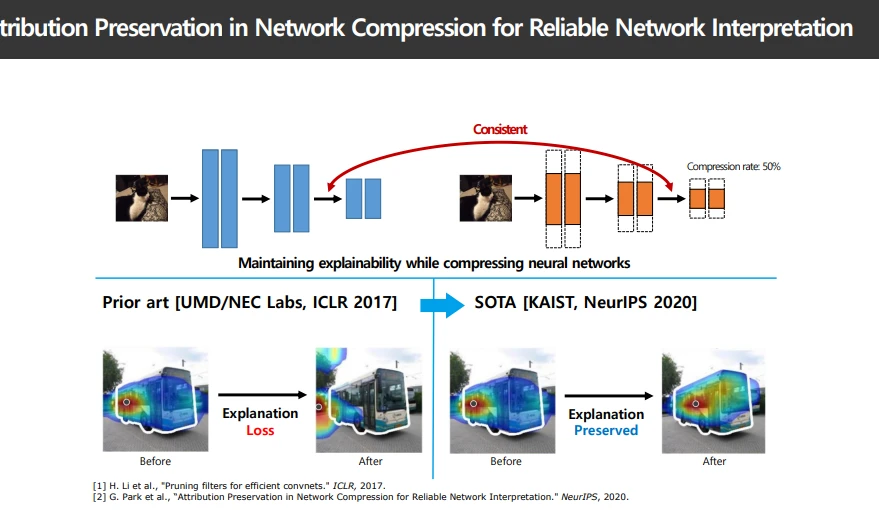 tribution Preservation in Network Compression for Reliable Network Interpretation
Consistent
Compression rate: 50%
Maintaining explainability while compressing neural networks
Prior art [UMD/NEC Labs, ICLR 2017]
SOTA [KAIST, NeurIPS 2020]
Explanation
Loss
Explanation
Preserved
Before
After
Before
After
[1] H. Li et al., "Pruning filters for efficient convnets." ICLR, 2017.
[2] G. Park et al., "Attribution Preservation in Network Compression for Reliable Network Interpretation." NeurIPS, 2020.